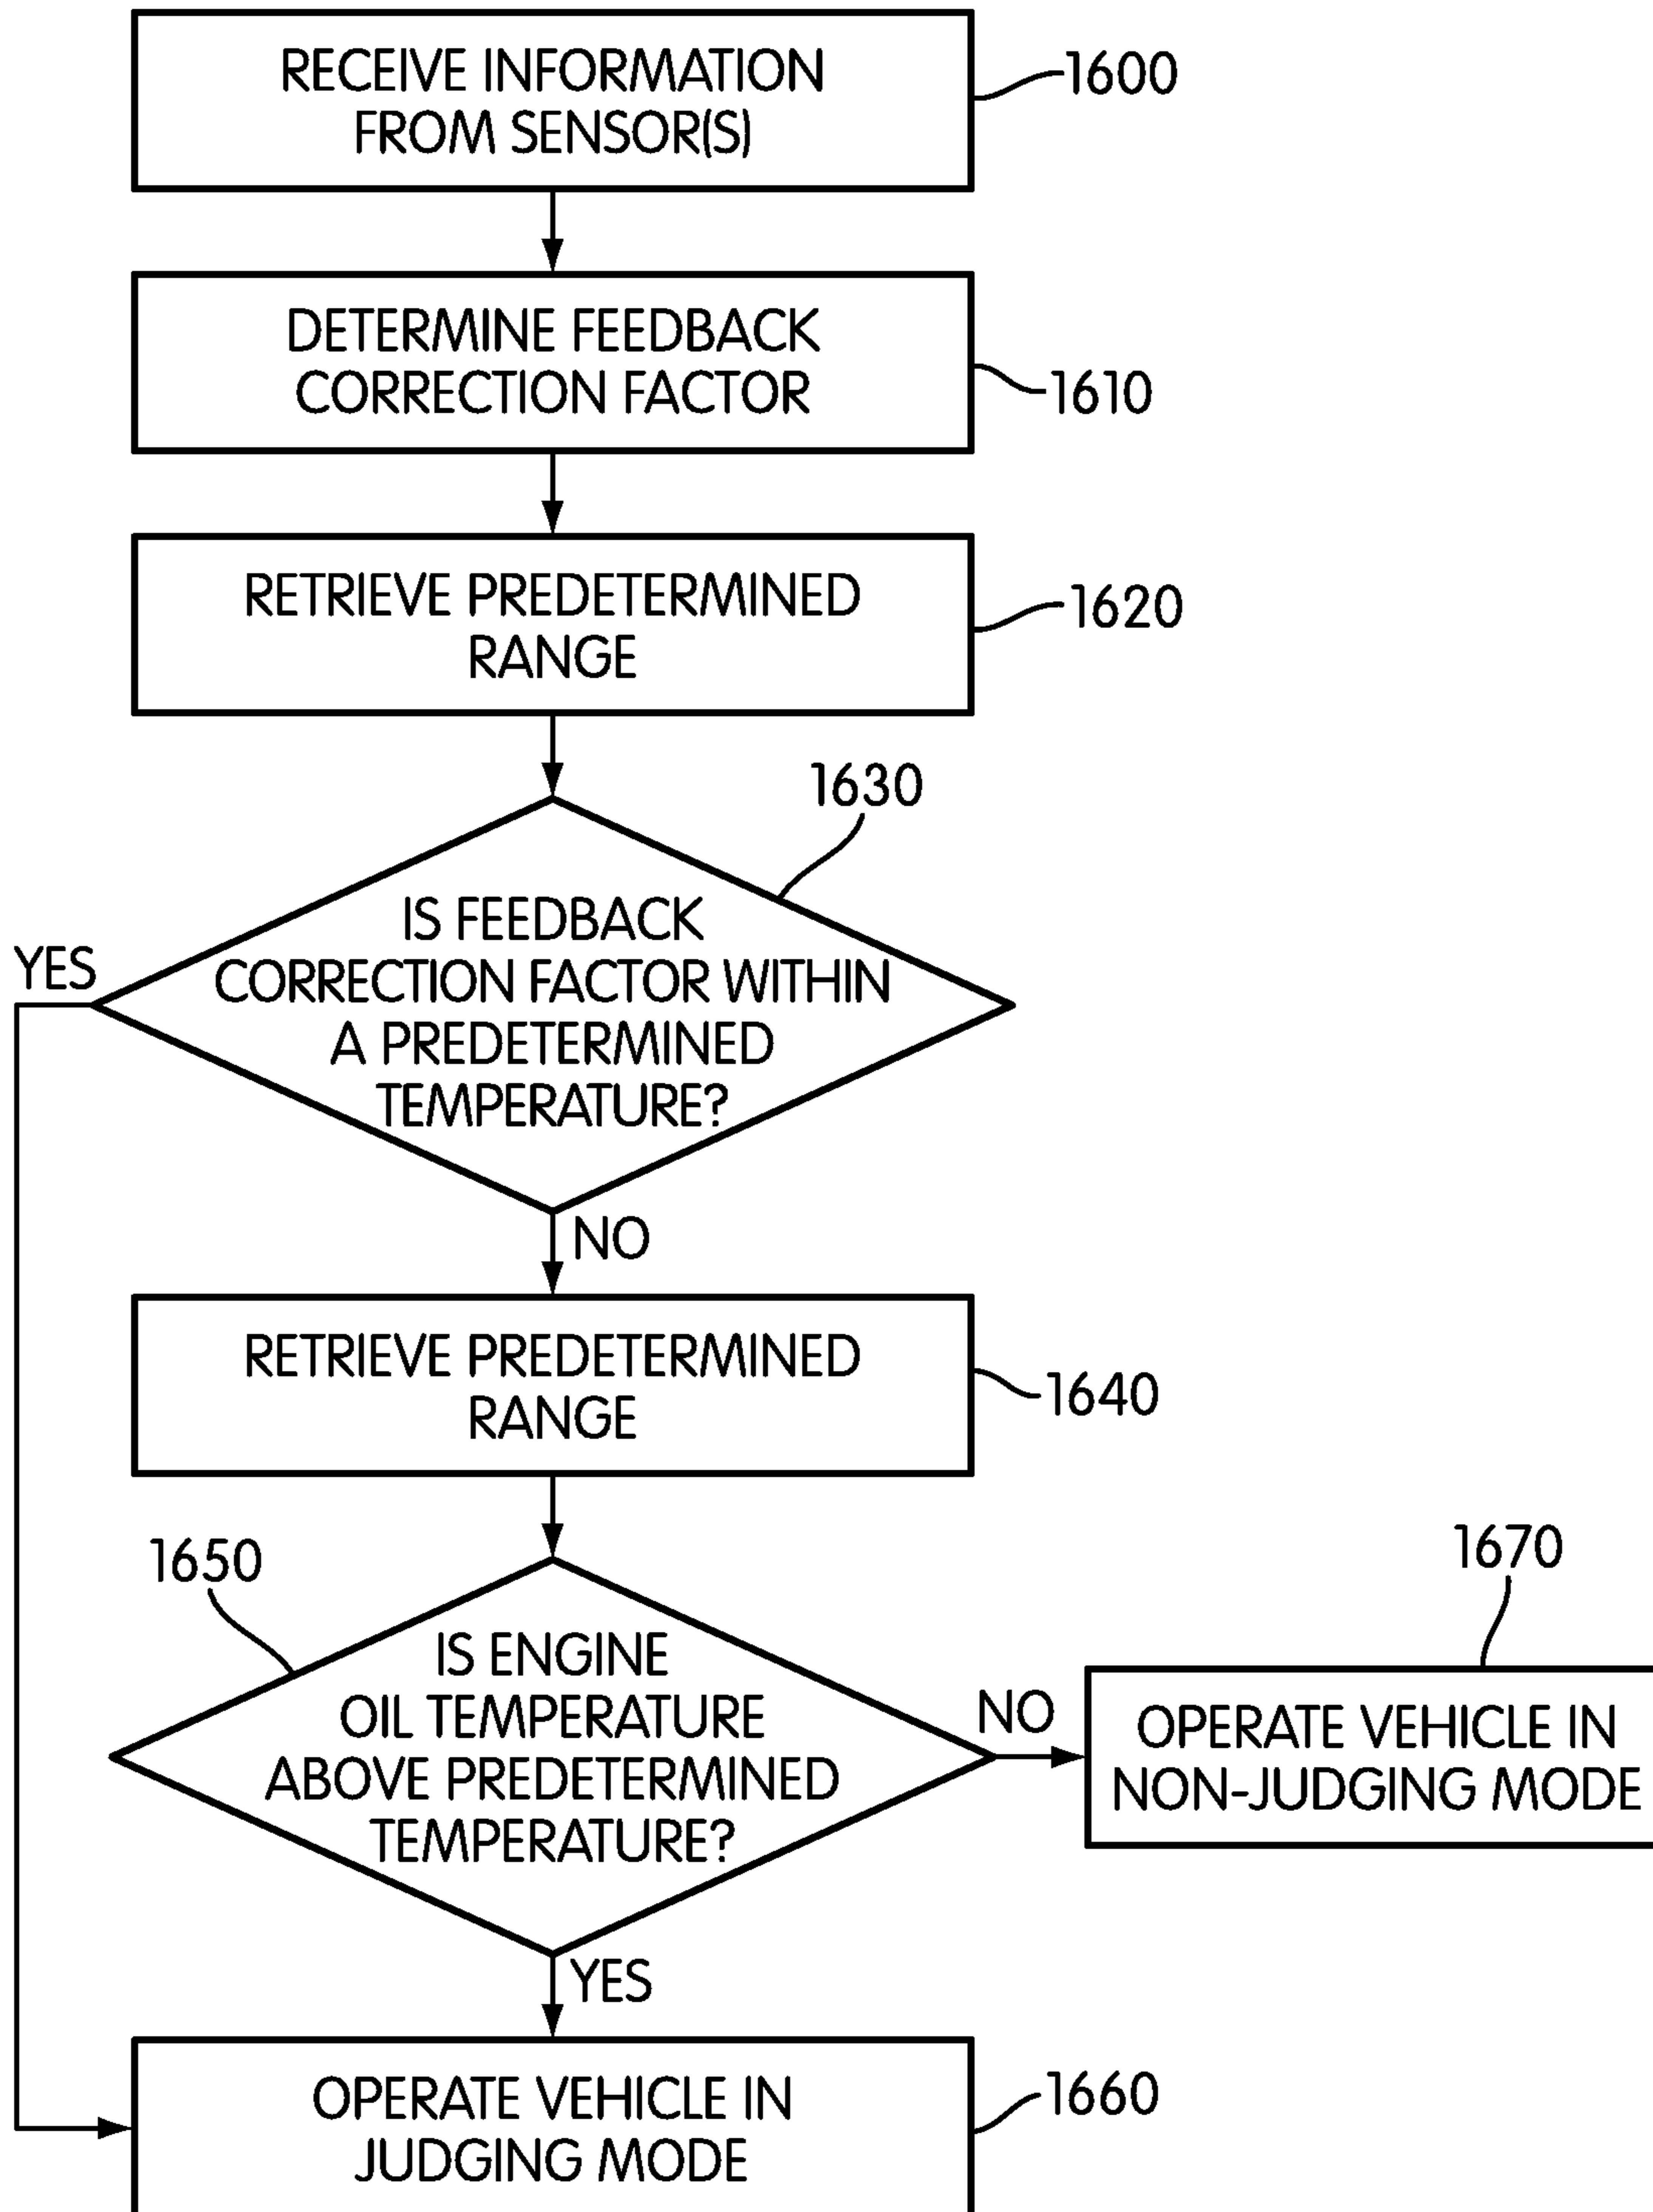 RECEIVE INFORMATION
FROM SENSOR(S)
1600
DETERMINE FEEDBACK
CORRECTION FACTOR
1610
RETRIEVE PREDETERMINED
RANGE
1620
1630
IS FEEDBACK
CORRECTION FACTOR WITHIN
A PREDETERMINED
TEMPERATURE?
YES
NO
RETRIEVE PREDETERMINED
RANGE
1640
1650
IS ENGINE
OIL TEMPERATURE
ABOVE PREDETERMINED
TEMPERATURE?
NO
1670
OPERATE VEHICLE IN
NON-JUDGING MODE
YES
OPERATE VEHICLE IN
JUDGING MODE
1660